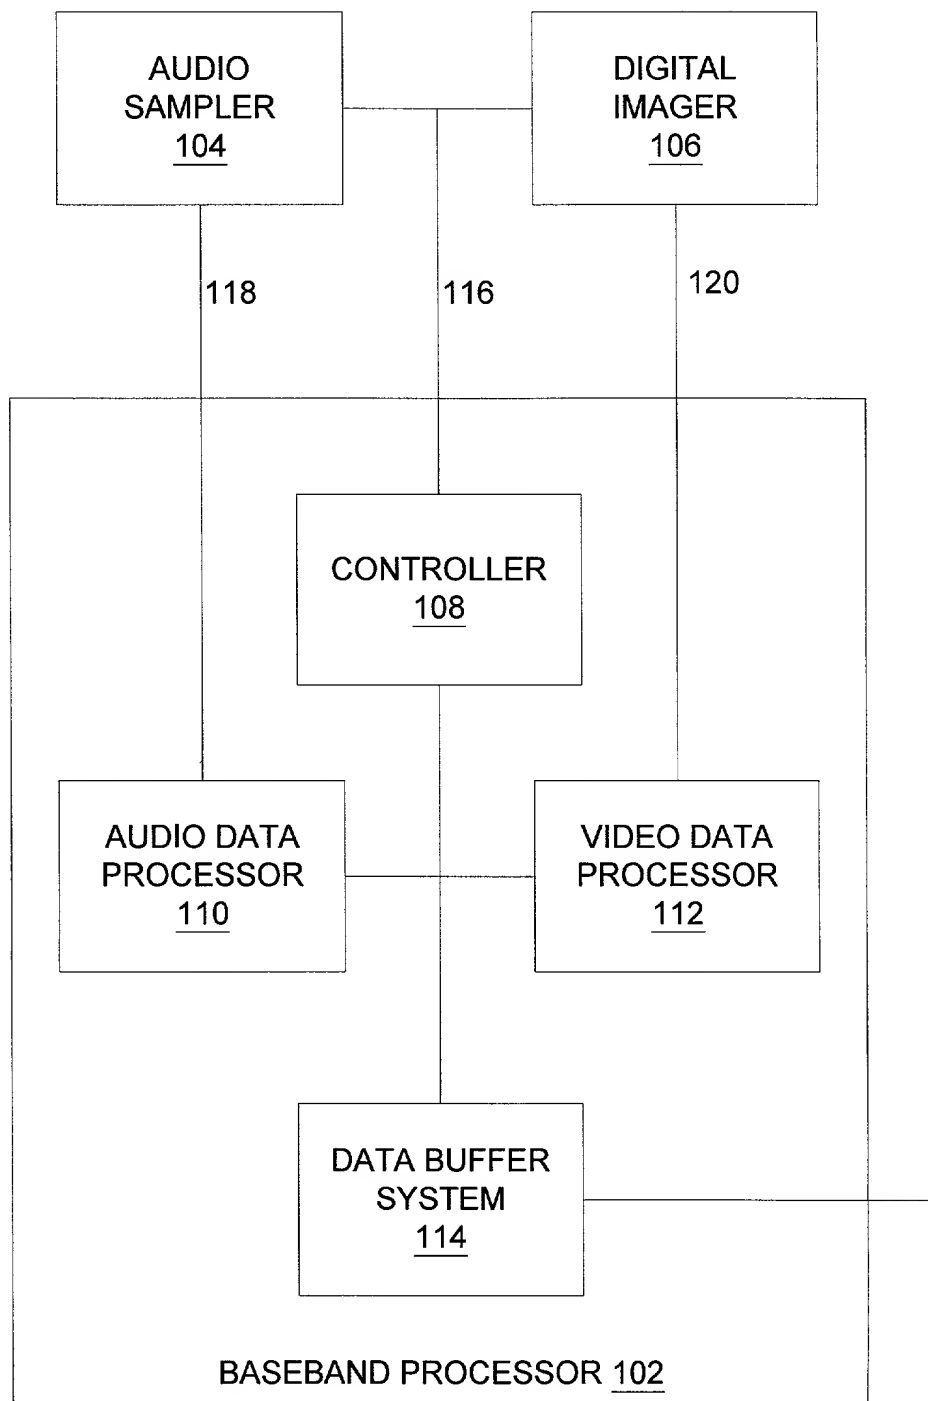 AUDIO
SAMPLER
104
DIGITAL
IMAGER
106
118
116
120
CONTROLLER
108
AUDIO DATA
PROCESSOR
110
VIDEO DATA
PROCESSOR
112
DATA BUFFER
SYSTEM
114
BASEBAND PROCESSOR 102